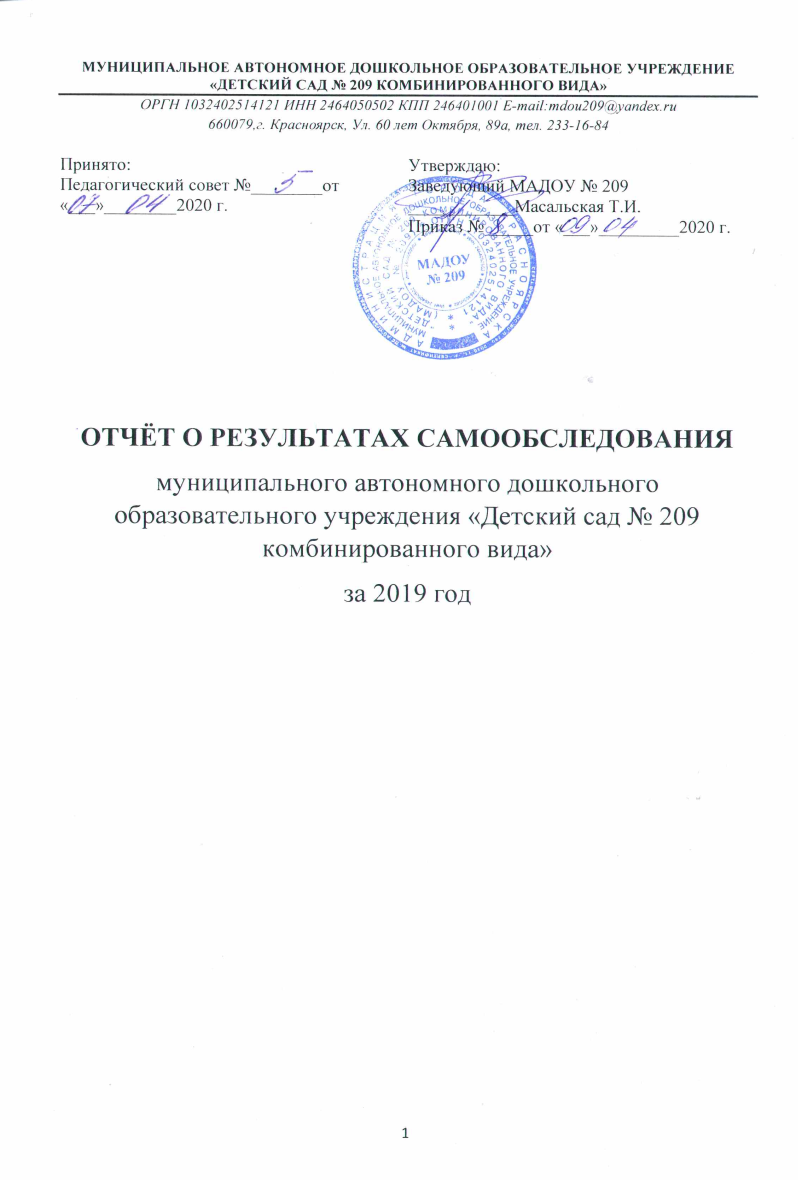 МУНИЦИПАЛЬНОЕ АВТОНОМНОЕ ДОШКОЛЬНОЕ ОБРАЗОВАТЕЛЬНОЕ УЧРЕЖДЕНИЕ
«ДЕТСКИЙ САД № 209 КОМБИНИРОВАННОГО ВИДА»
ОРГН 1032402514121 ИНН 2464050502 КПП 246401001 E-mail:mdou209@yandex.ru
660079,г. Красноярск, Ул. 60 лет Октября, 89а, тел. 233-16-84
Принято:
Педагогический совет № 5 от
«07» 04 2020 г.
Утверждаю:
Заведующий МАДОУ № 209
Масальская Т.И.
Приказ № 8 от «09» 04 2020 г.
МАДОУ
№ 209
ОТЧЁТ О РЕЗУЛЬТАТАХ САМООБСЛЕДОВАНИЯ
муниципального автономного дошкольного
образовательного учреждения «Детский сад № 209
комбинированного вида»
за 2019 год
1